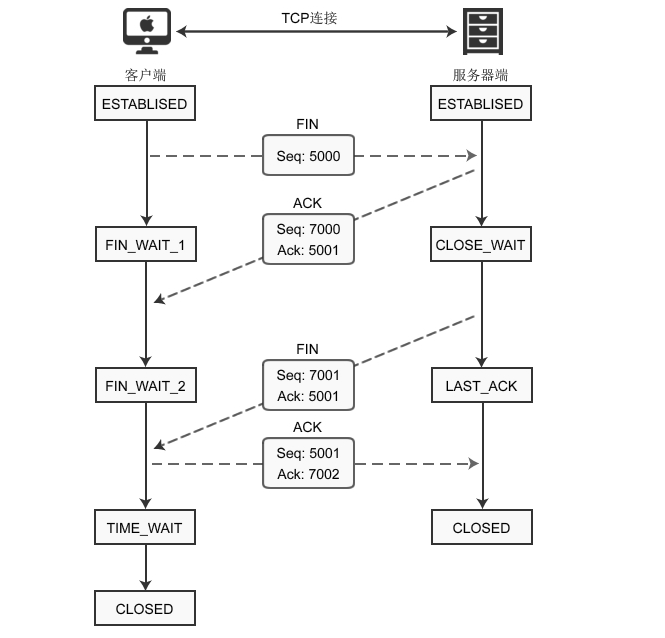 TCP连接
客户端
服务器端
ESTABLISED
ESTABLISED
FIN
Seq: 5000
ACK
Seq: 7000
Ack: 5001
FIN_WAIT_1
CLOSE_WAIT
FIN
Seq: 7001
Ack: 5001
FIN_WAIT_2
LAST_ACK
ACK
Seq: 5001
Ack: 7002
TIME_WAIT
CLOSED
CLOSED